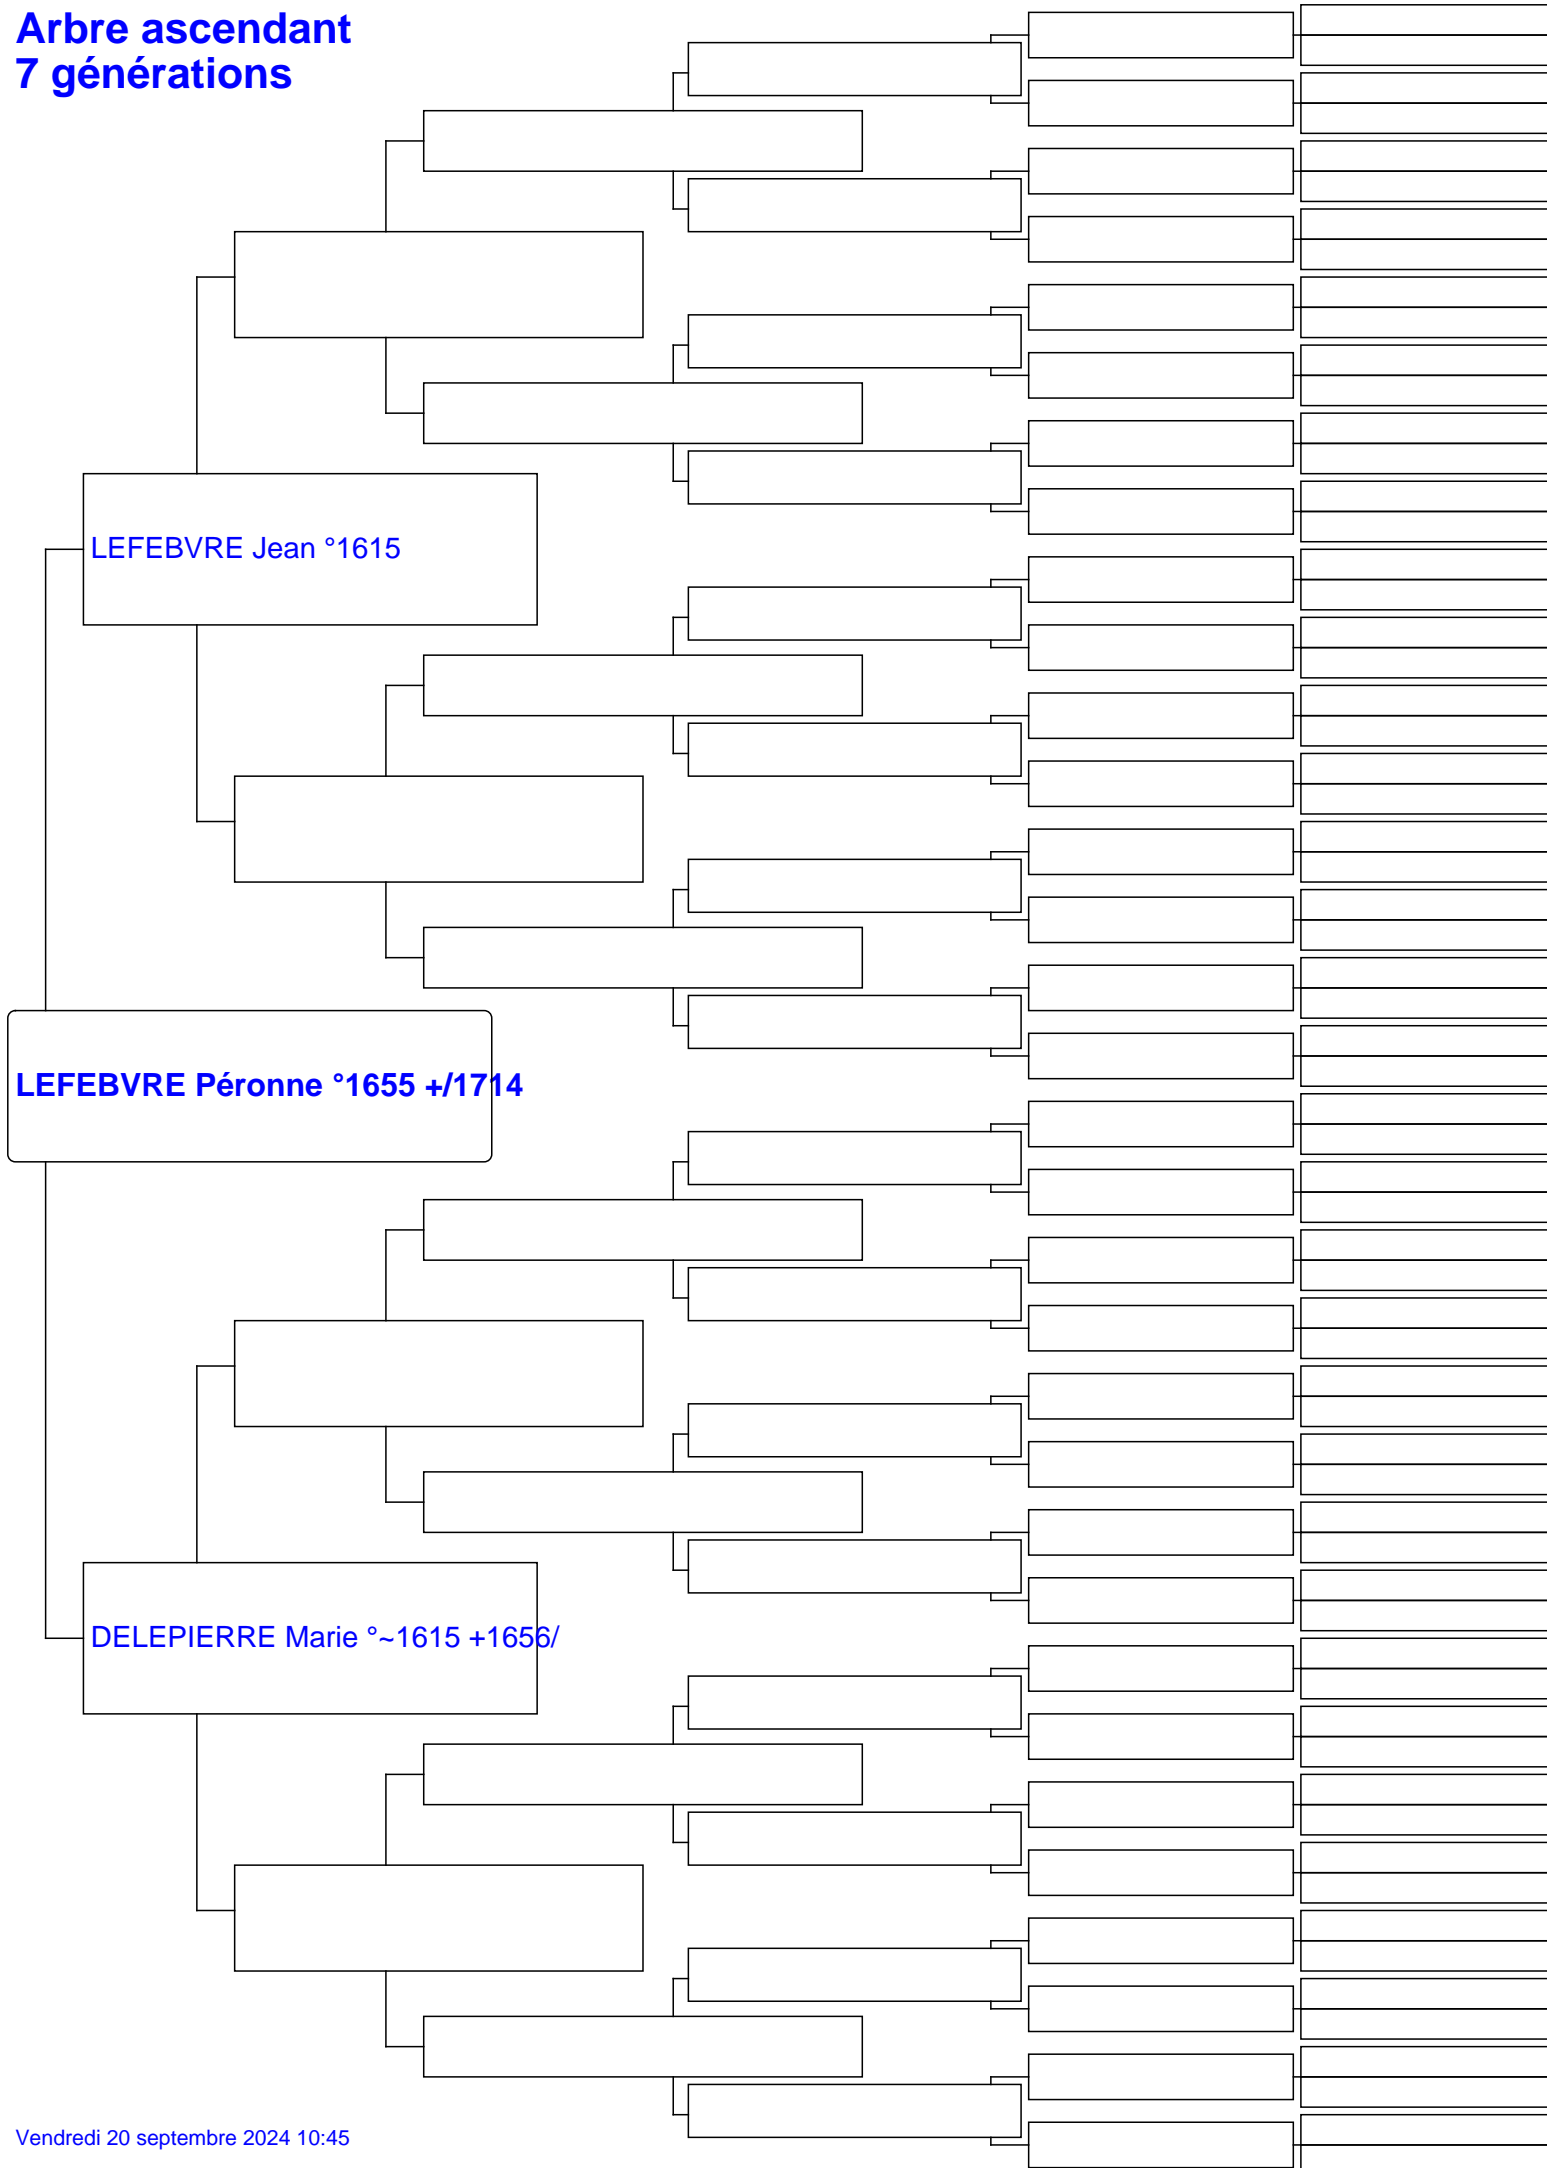 Arbre ascendant
7 générations
LEFEBVRE Jean °1615
LEFEBVRE Péronne °1655 +/1714
DELEPIERRE Marie °~1615 +1656/
Vendredi 20 septembre 2024 10:45